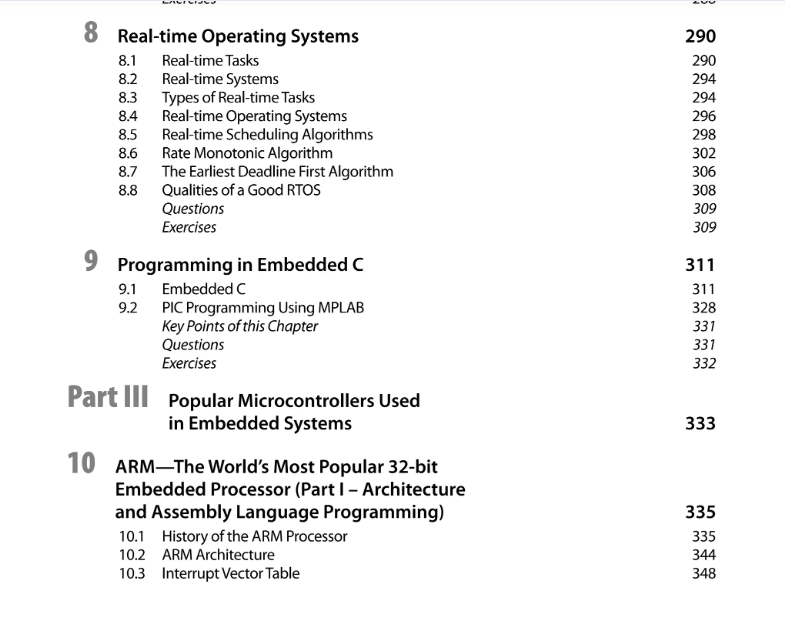 8 Real-time Operating Systems 290
8.1 Real-time Tasks 290
8.2 Real-time Systems 294
8.3 Types of Real-time Tasks 294
8.4 Real-time Operating Systems 296
8.5 Real-time Scheduling Algorithms 298
8.6 Rate Monotonic Algorithm 302
8.7 The Earliest Deadline First Algorithm 306
8.8 Qualities of a Good RTOS 308
Questions 309
Exercises 309
9 Programming in Embedded C 311
9.1 Embedded C 311
9.2 PIC Programming Using MPLAB 328
Key Points of this Chapter 331
Questions 331
Exercises 332
Part III Popular Microcontrollers Used
in Embedded Systems 333
10 ARM—The World's Most Popular 32-bit
Embedded Processor (Part I – Architecture
and Assembly Language Programming) 335
10.1 History of the ARM Processor 335
10.2 ARM Architecture 344
10.3 Interrupt Vector Table 348